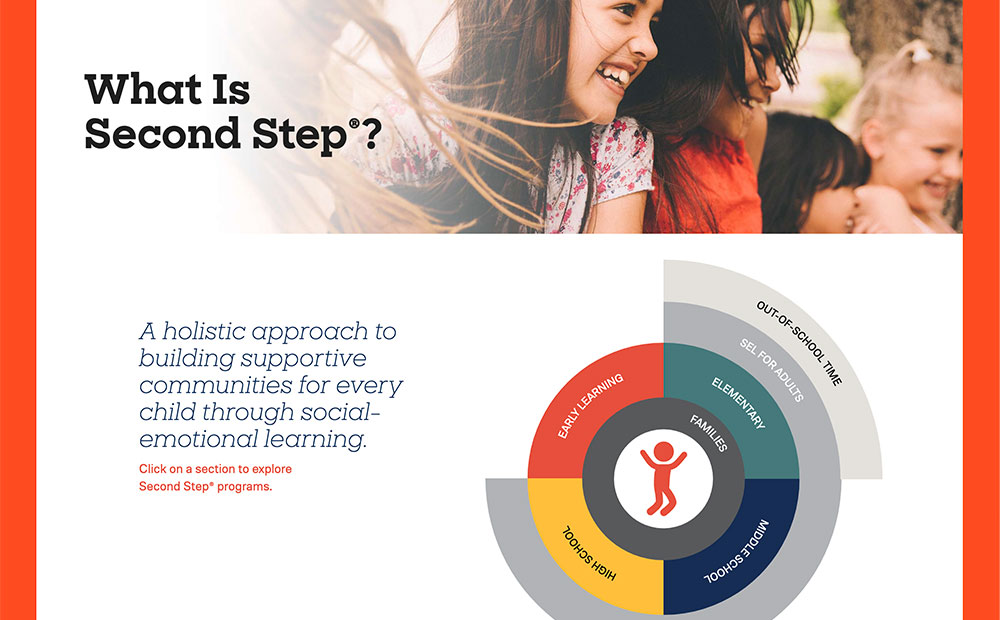 What Is
Second Step®?
A holistic approach to
building supportive
communities for every
child through social-
emotional learning.
Click on a section to explore
Second Step® programs.
OUT-OF-SCHOOL TIME
SEL FOR ADULTS
EARLY LEARNING
ELEMENTARY
FAMILIES
HIGH SCHOOL
MIDDLE SCHOOL